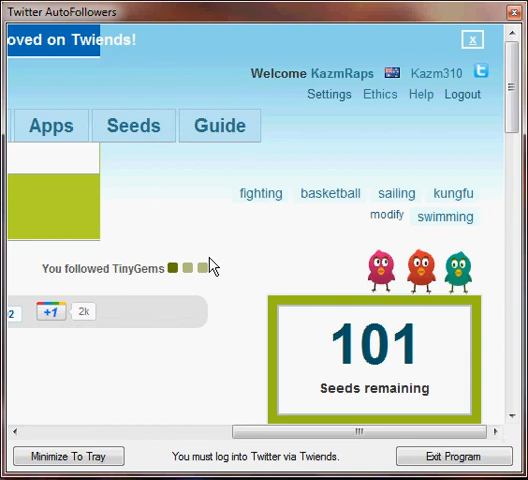 Twitter AutoFollowers
oved on Twiends!
x
Welcome KazmRaps Kazm310
Settings Ethics Help Logout
Apps Seeds Guide
fighting basketball sailing kungfu
modify swimming
You followed TinyGems
2 +1 2k
101
Seeds remaining
Minimize To Tray You must log into Twitter via Twiends. Exit Program